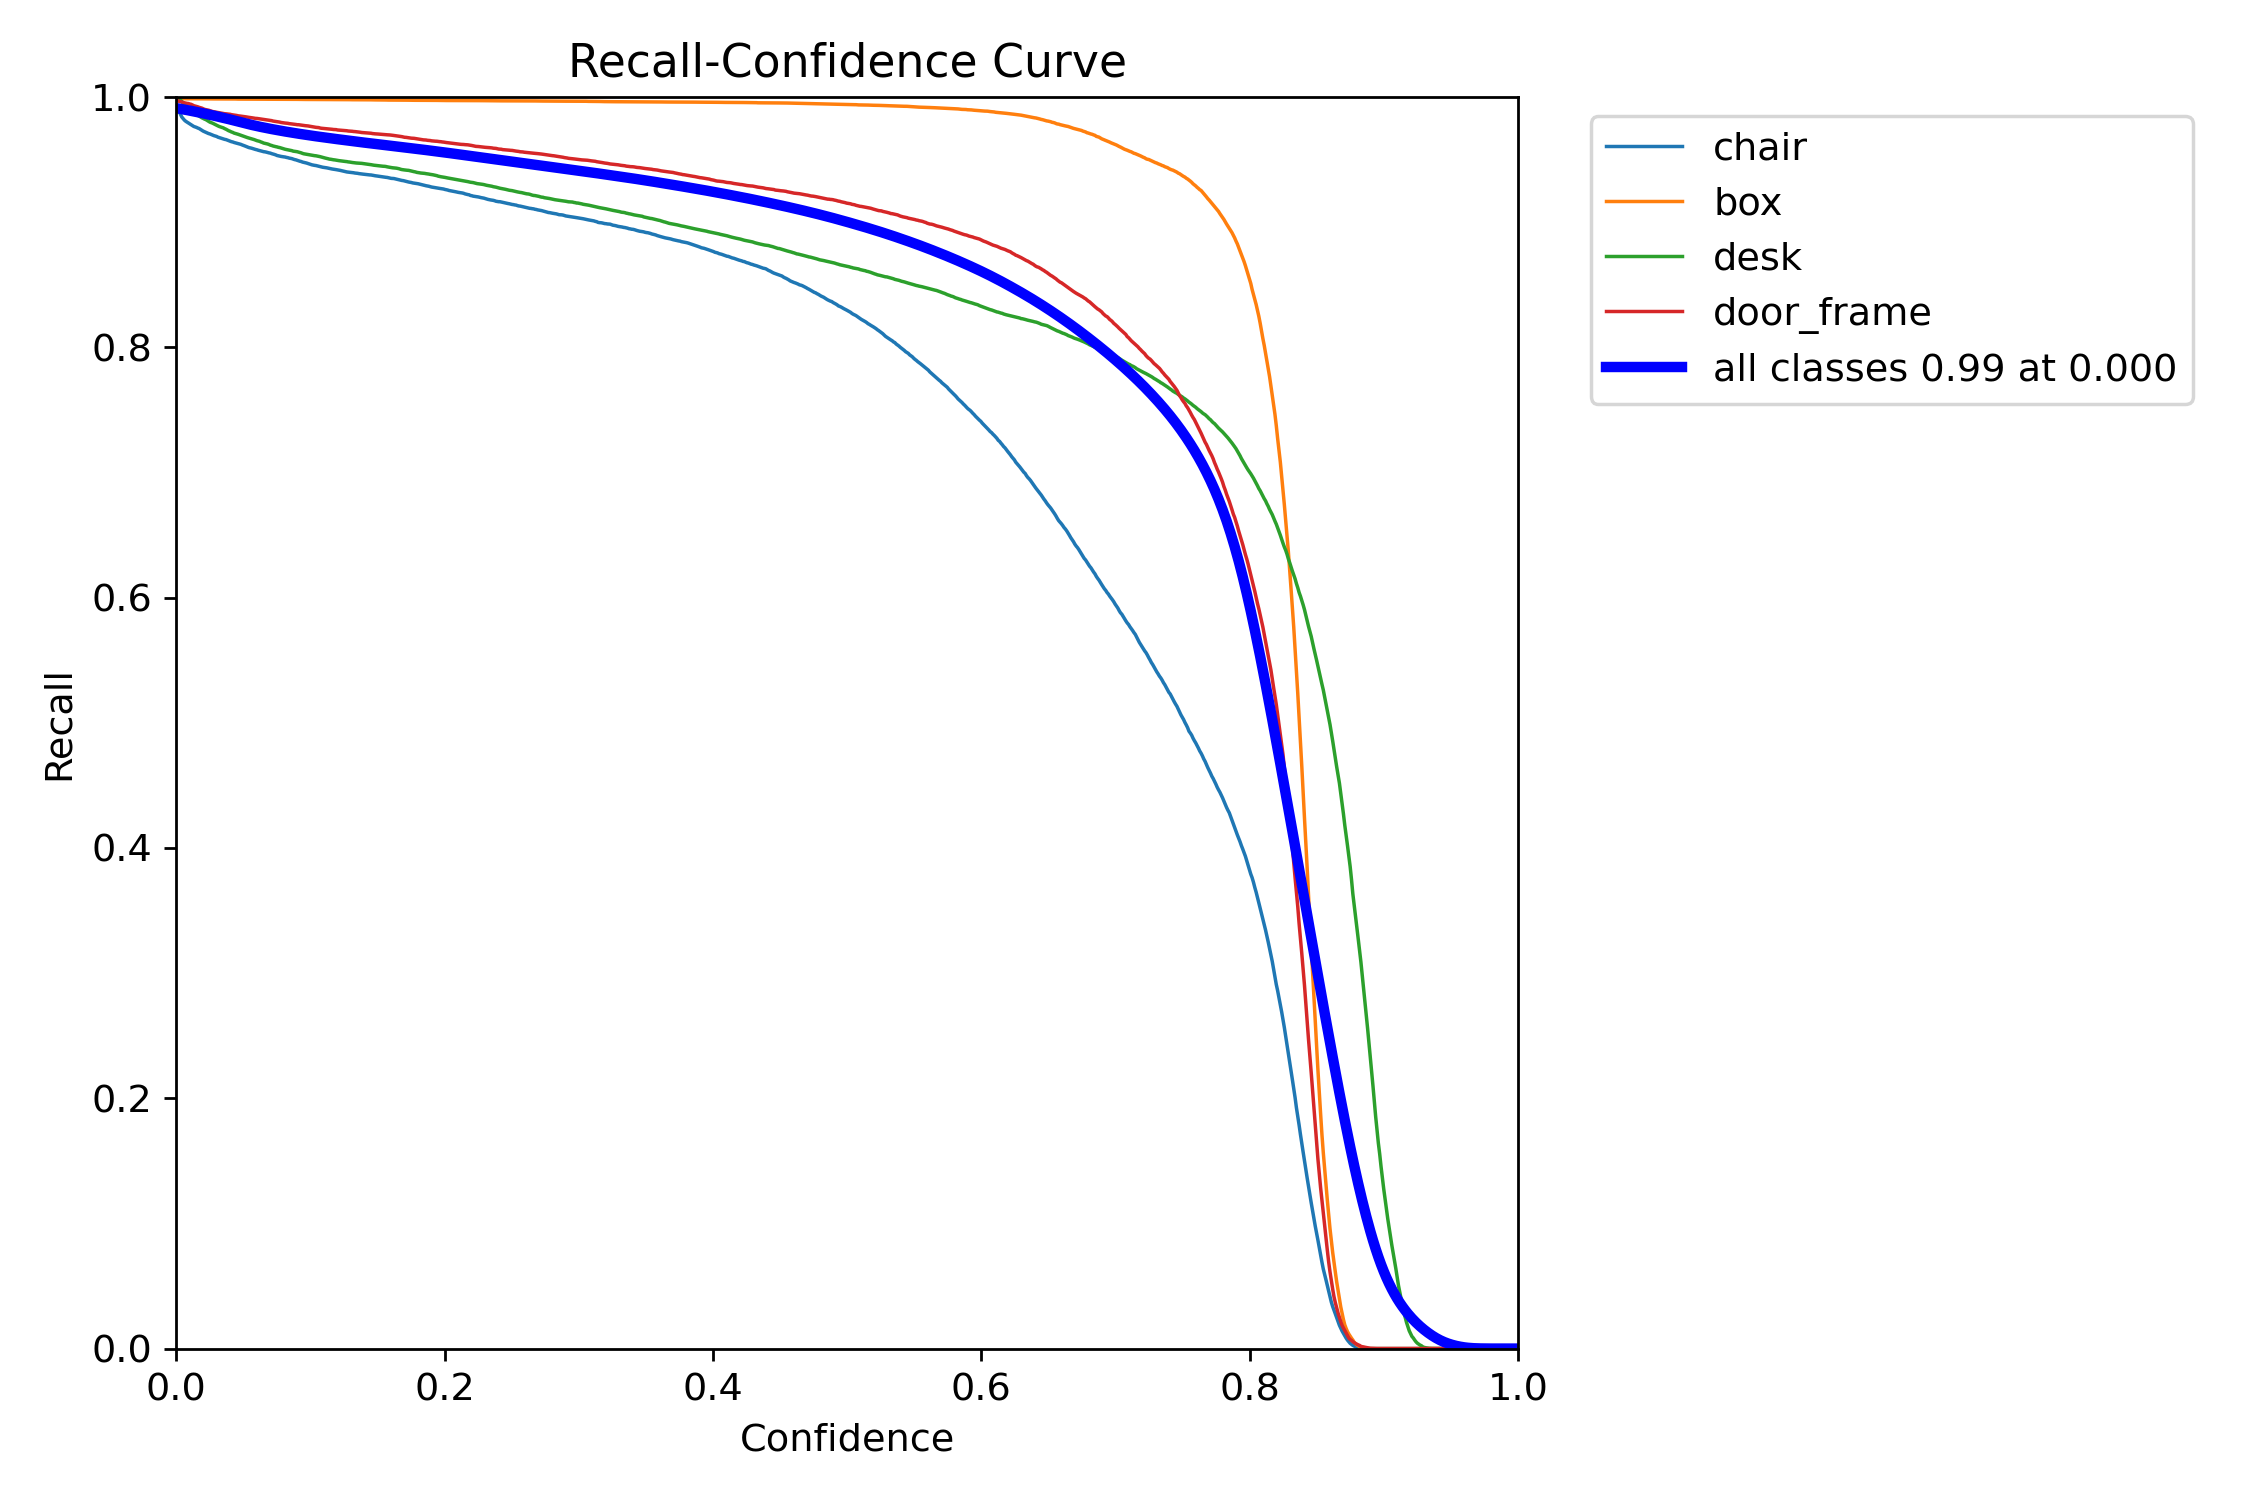 Recall-Confidence Curve
1.0
0.8
0.6
0.4
0.2
0.0
Recall
0.0 0.2 0.4 0.6 0.8 1.0
Confidence
chair
box
desk
door_frame
all classes 0.99 at 0.000